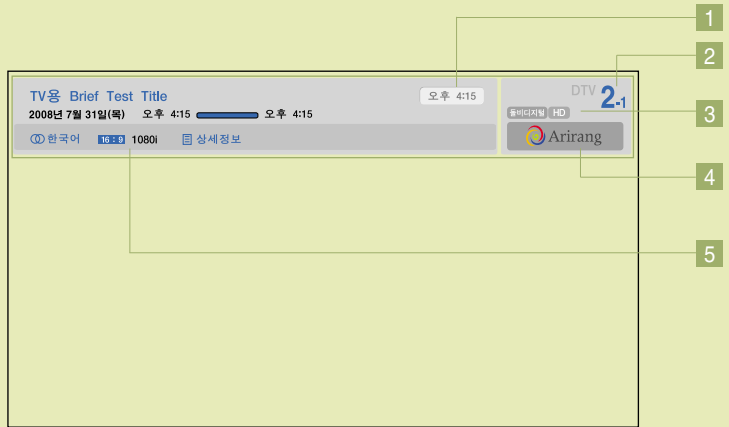 1
2
TV용 Brief Test Title
오후 4:15
DTV 2-1
2008년 7월 31일(목) 오후 4:15 오후 4:15
돌비디지털 HD
3
한국어 16:9 1080i 상세정보
Arirang
4
5